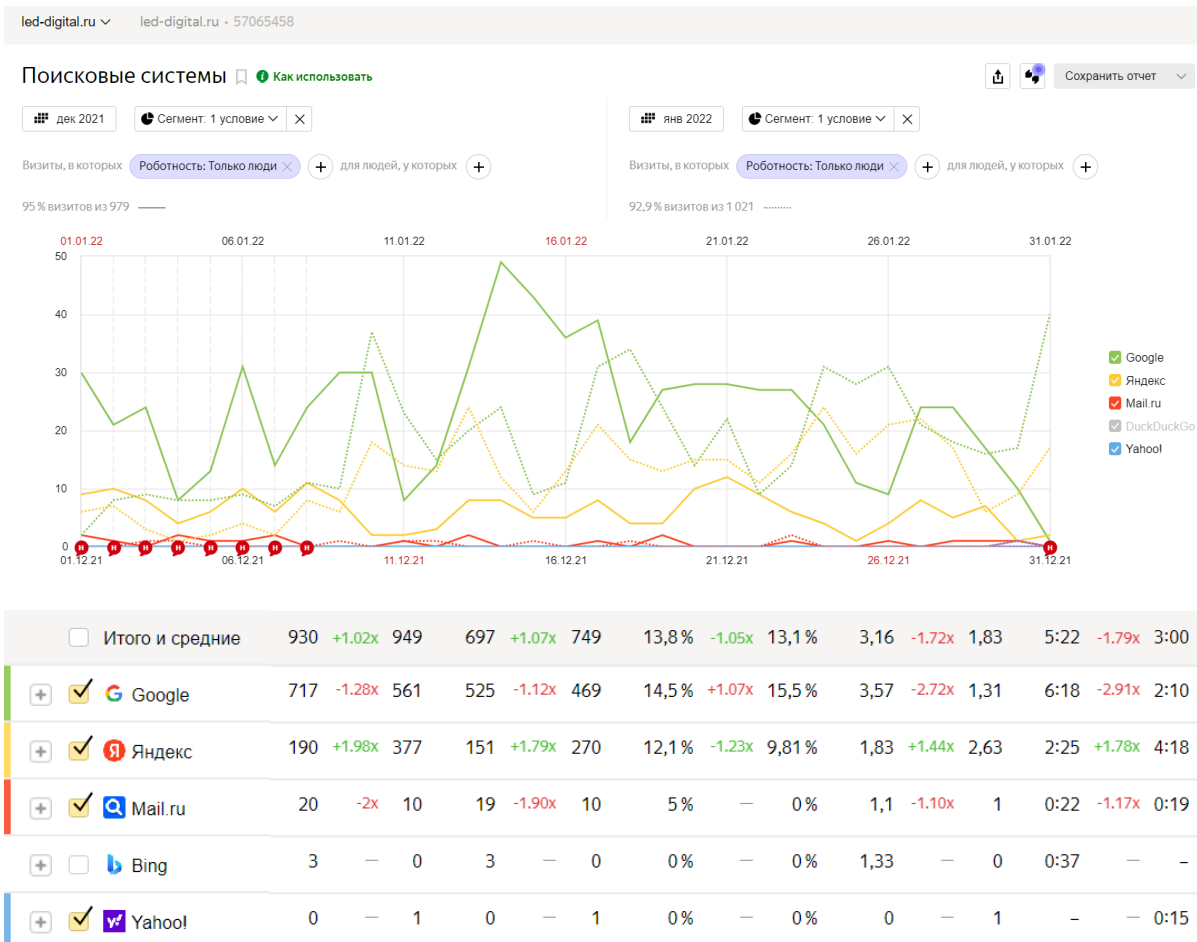 led-digital.ru led-digital.ru • 57065458
Поисковые системы Как использовать Сохранить отчет
дек 2021 Сегмент: 1 условие янв 2022 Сегмент: 1 условие
Визиты, в которых Роботность: Только люди + для людей, у которых + Визиты, в которых Роботность: Только люди + для людей, у которых +
95 % визитов из 979 92,9 % визитов из 1 021
01.01.22 06.01.22 11.01.22 16.01.22 21.01.22 26.01.22 31.01.22
50
40
30
20
10
0
Н Н Н Н Н Н Н Н Н
01.12.21 06.12.21 11.12.21 16.12.21 21.12.21 26.12.21 31.12.21
Google
Яндекс
Mail.ru
DuckDuckGo
Yahoo!
Итого и средние 930 +1.02x 949 697 +1.07x 749 13,8 % -1.05x 13,1 % 3,16 -1.72x 1,83 5:22 -1.79x 3:00
+ G Google 717 -1.28x 561 525 -1.12x 469 14,5 % +1.07x 15,5 % 3,57 -2.72x 1,31 6:18 -2.91x 2:10
+ Я Яндекс 190 +1.98x 377 151 +1.79x 270 12,1 % -1.23x 9,81 % 1,83 +1.44x 2,63 2:25 +1.78x 4:18
+ Mail.ru 20 -2x 10 19 -1.90x 10 5 % — 0 % 1,1 -1.10x 1 0:22 -1.17x 0:19
+ Bing 3 — 0 3 — 0 0 % — 0 % 1,33 — 0 0:37 — –
+ y! Yahoo! 0 — 1 0 — 1 0 % — 0 % 0 — 1 – — 0:15